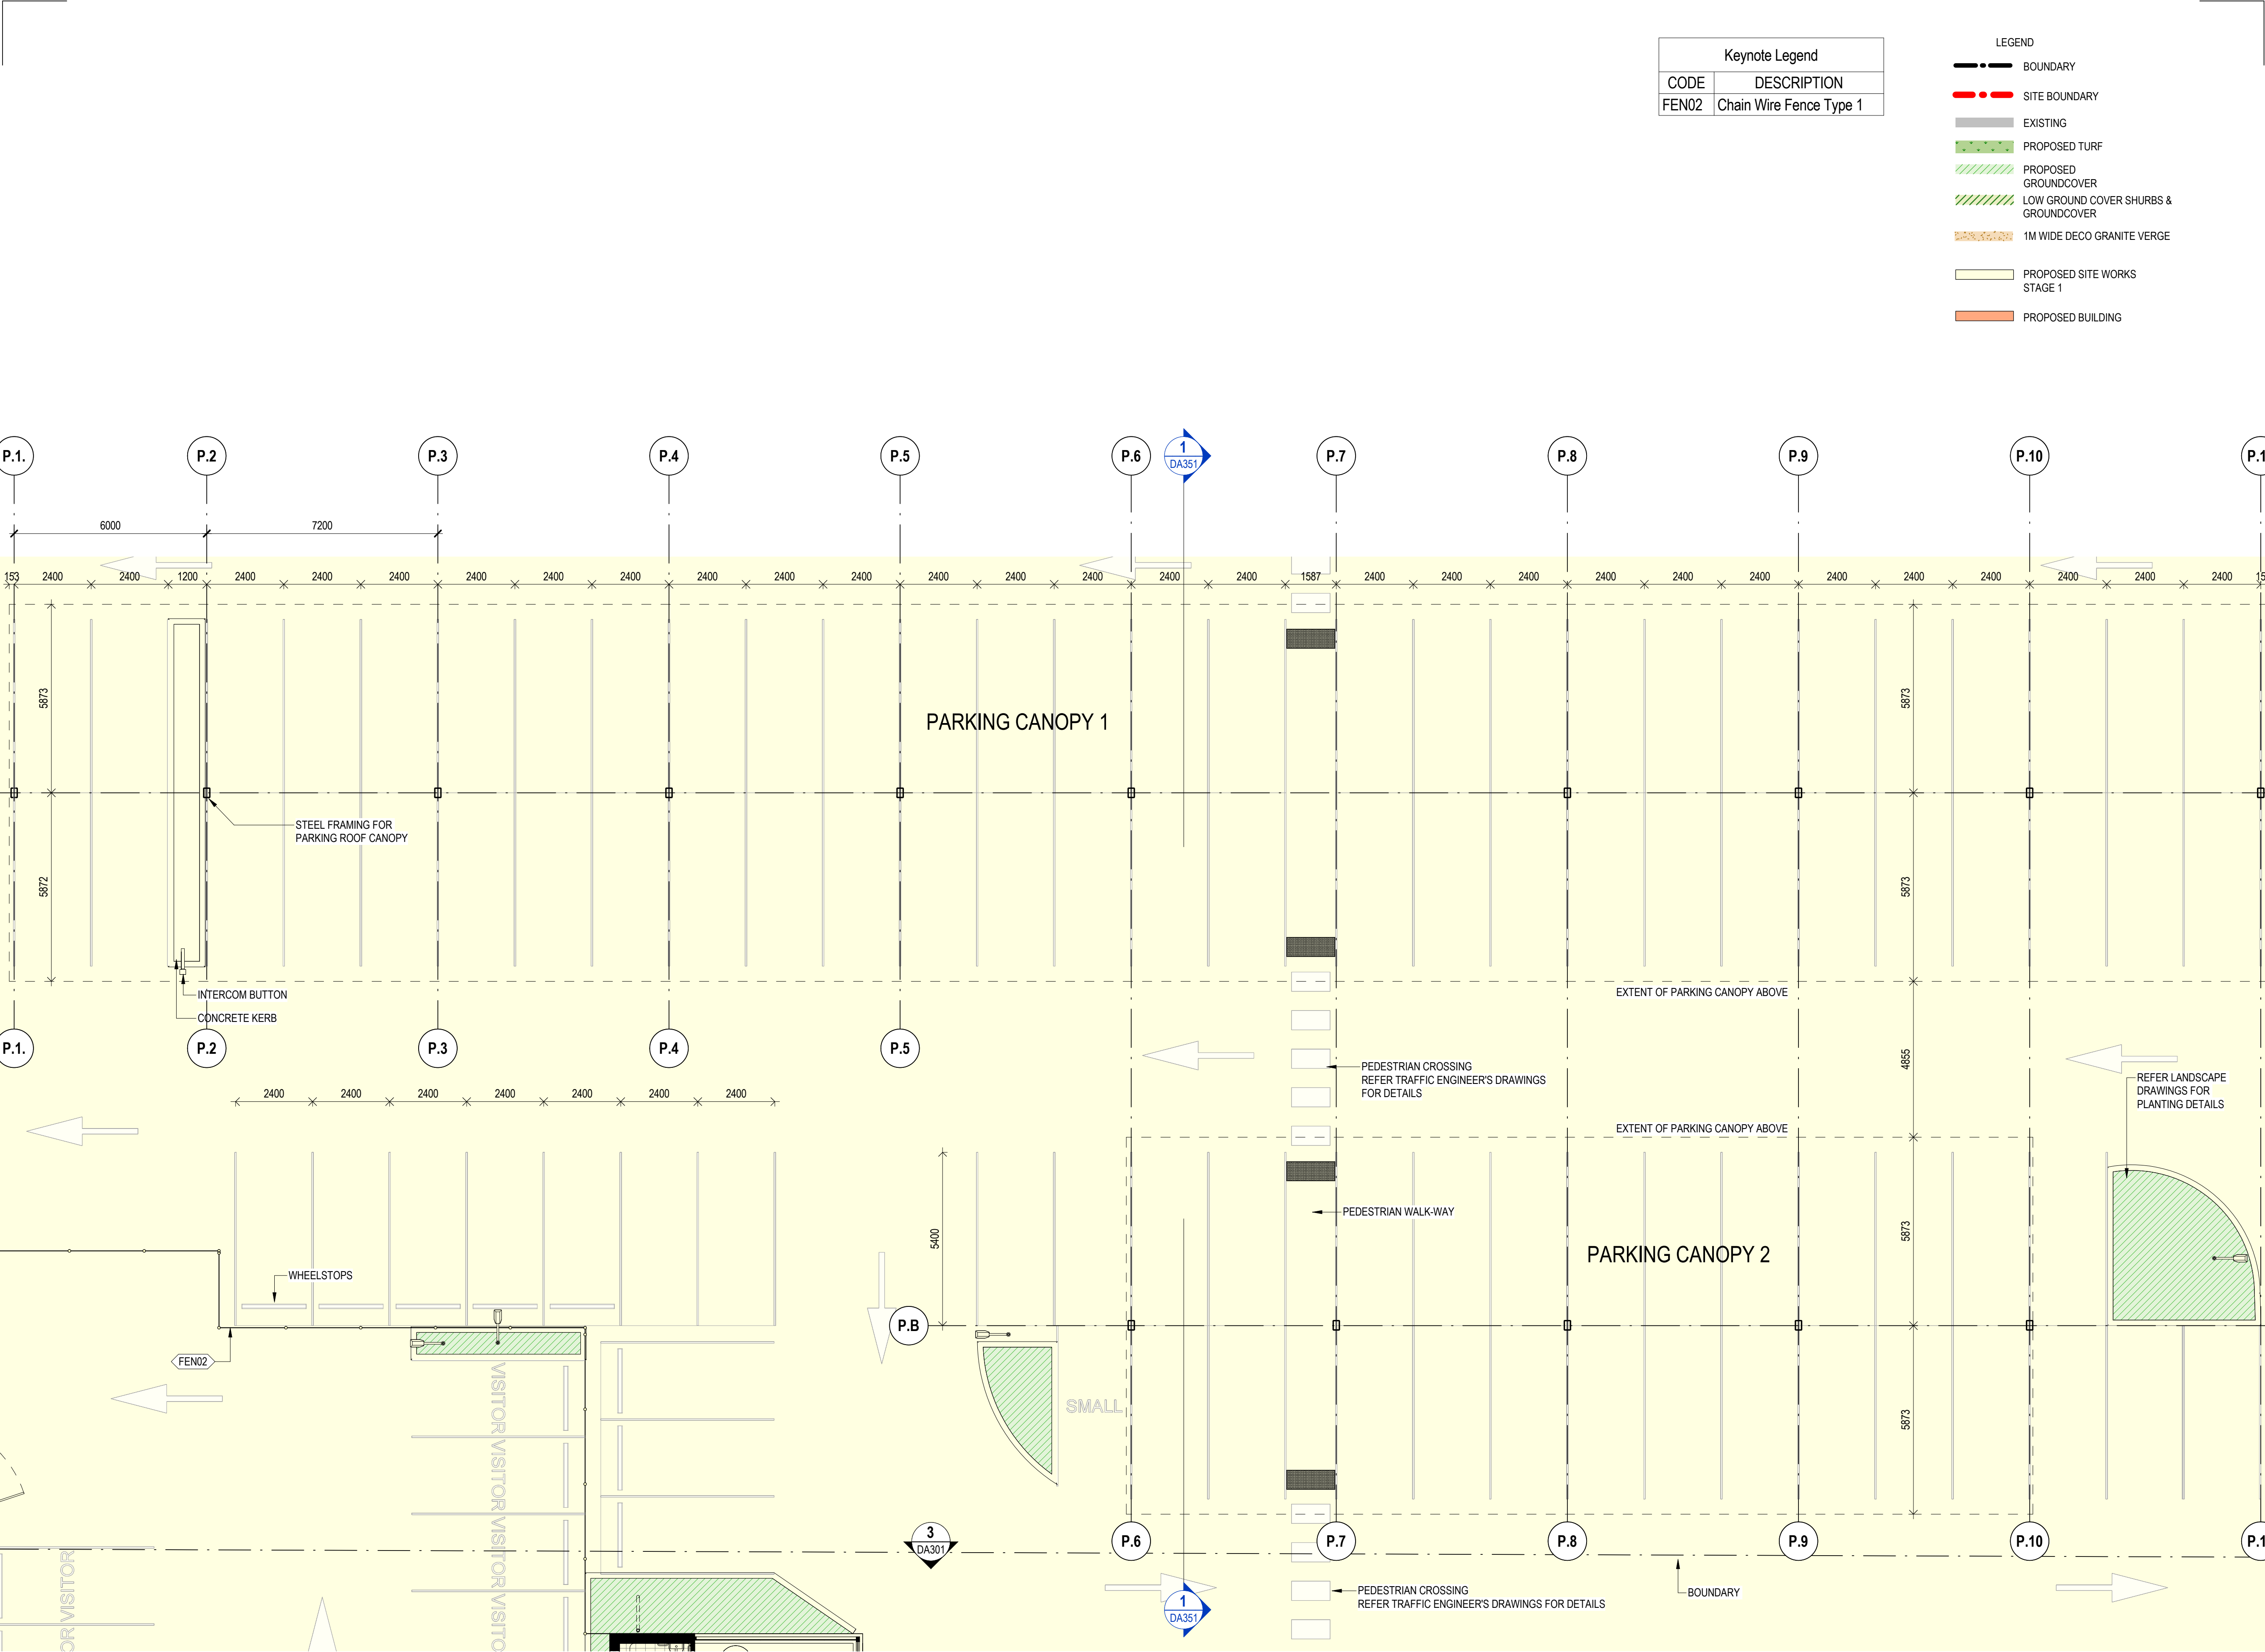 Keynote Legend
CODE DESCRIPTION
FEN02 Chain Wire Fence Type 1
LEGEND
BOUNDARY
SITE BOUNDARY
EXISTING
PROPOSED TURF
PROPOSED
GROUNDCOVER
LOW GROUND COVER SHURBS &
GROUNDCOVER
1M WIDE DECO GRANITE VERGE
PROPOSED SITE WORKS
STAGE 1
PROPOSED BUILDING
P.1. P.2 P.3 P.4 P.5 P.6 1 P.7 P.8 P.9 P.10 P.1
DA351
6000 7200
153 2400 2400 1200 2400 2400 2400 2400 2400 2400 2400 2400 2400 2400 2400 2400 2400 2400 1587 2400 2400 2400 2400 2400 2400 2400 2400 2400 2400 2400 2400 15
5873
5873
PARKING CANOPY 1
STEEL FRAMING FOR
PARKING ROOF CANOPY
5872
5873
INTERCOM BUTTON
EXTENT OF PARKING CANOPY ABOVE
CONCRETE KERB
P.1. P.2 P.3 P.4 P.5
4855
PEDESTRIAN CROSSING
REFER TRAFFIC ENGINEER'S DRAWINGS
FOR DETAILS
REFER LANDSCAPE
DRAWINGS FOR
PLANTING DETAILS
2400 2400 2400 2400 2400 2400 2400
EXTENT OF PARKING CANOPY ABOVE
PEDESTRIAN WALK-WAY
5400
5873
PARKING CANOPY 2
WHEELSTOPS
P.B
FEN02
SMALL
5873
VISITOR
VISITOR
VISITOR
VISITOR
VISITO
3
DA301
P.6 P.7 P.8 P.9 P.10 P.1
VISITOR
OR
PEDESTRIAN CROSSING
REFER TRAFFIC ENGINEER'S DRAWINGS FOR DETAILS
BOUNDARY
1
DA351